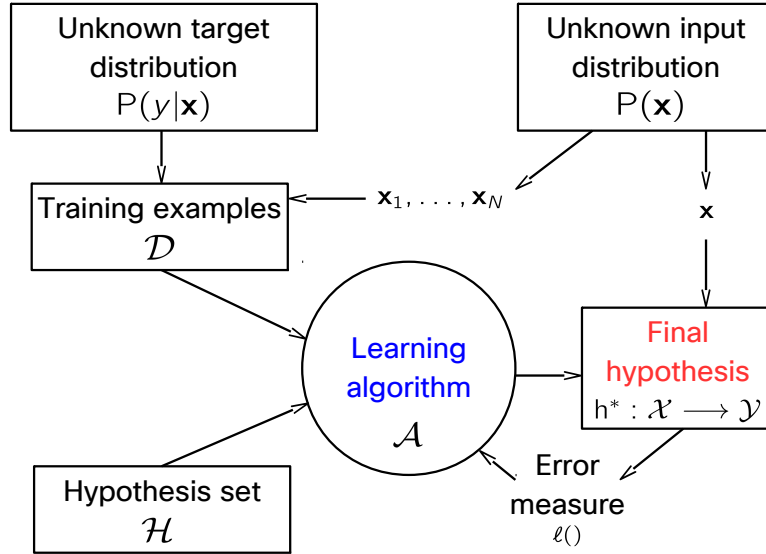 Unknown target
distribution
P(y|𝐱)
Unknown input
distribution
P(𝐱)
Training examples
𝒟
𝐱₁, . . . , 𝐱_N
𝐱
Learning
algorithm
𝒜
Final
hypothesis
h* : 𝒳 ⟶ 𝒴
Hypothesis set
ℋ
Error
measure
ℓ()